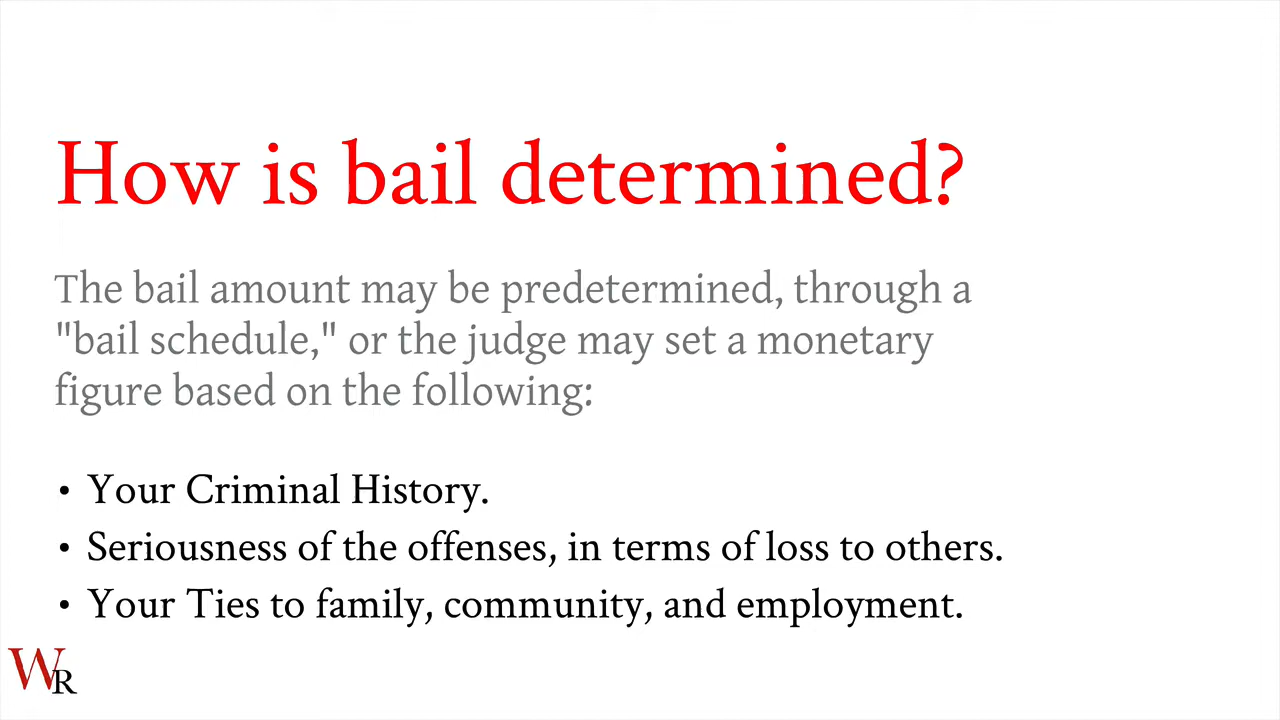 How is bail determined?
The bail amount may be predetermined, through a
"bail schedule," or the judge may set a monetary
figure based on the following:
• Your Criminal History.
• Seriousness of the offenses, in terms of loss to others.
• Your Ties to family, community, and employment.
WR